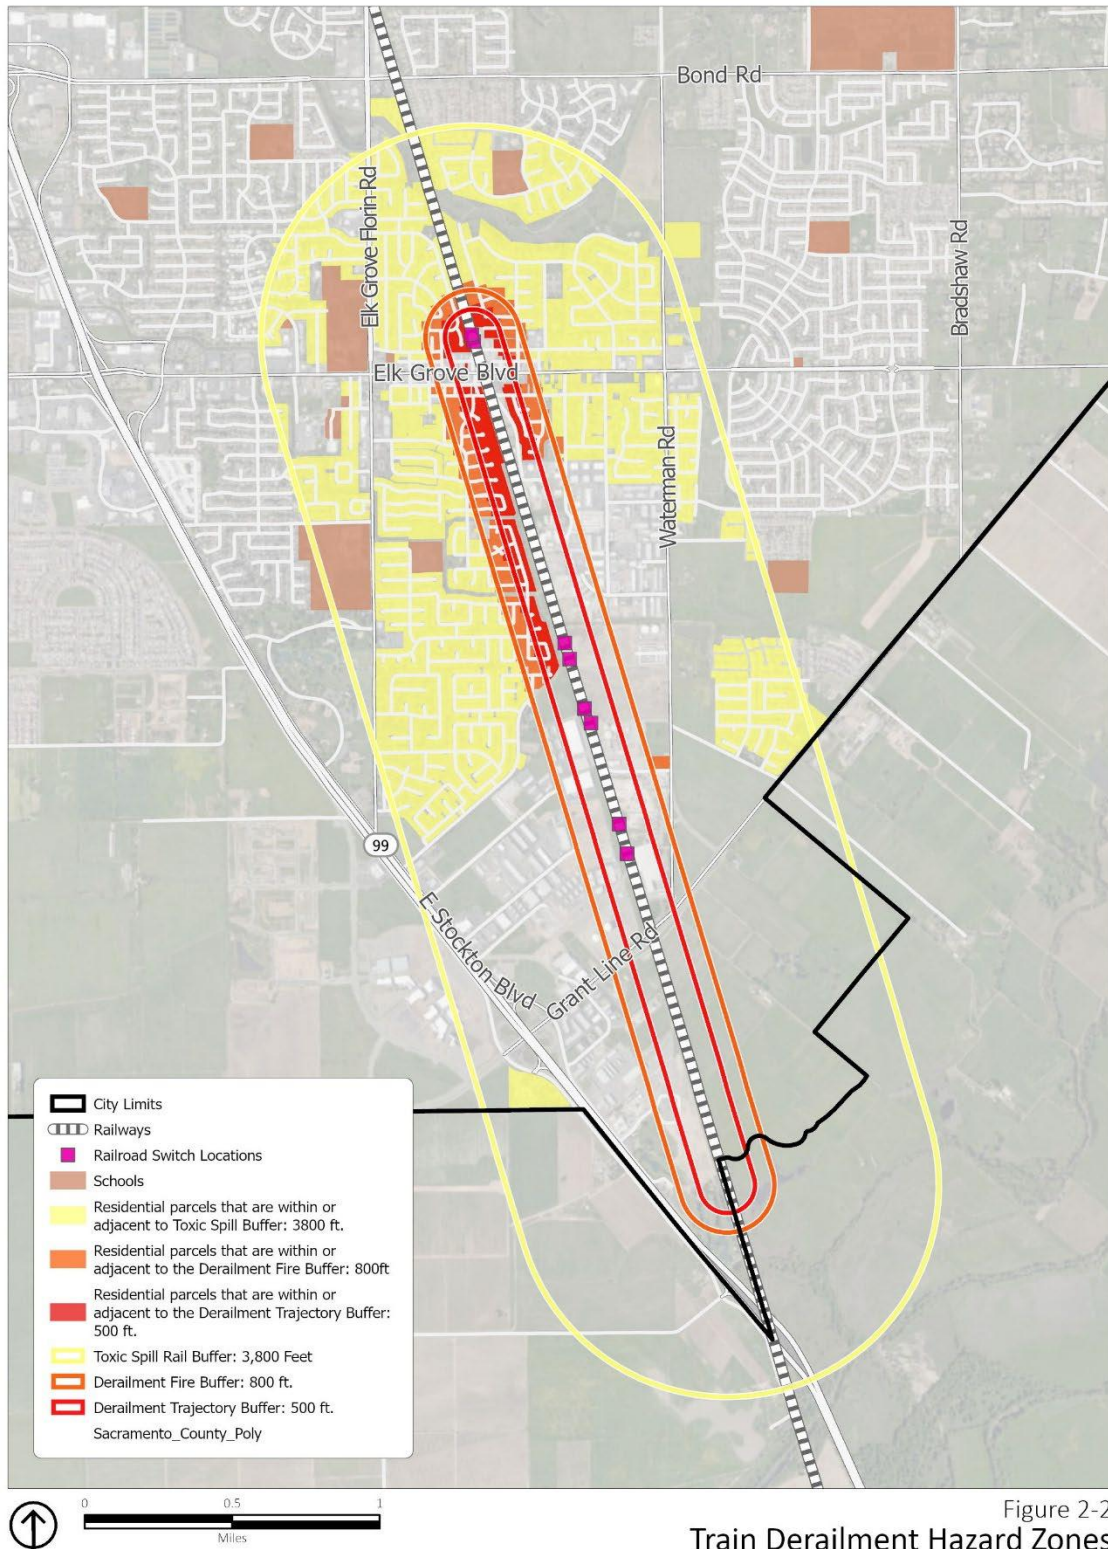 Bond Rd
Elk Grove Florin Rd
Bradshaw Rd
Elk Grove Blvd
Waterman Rd
99
E Stockton Blvd
Grant Line Rd
City Limits
Railways
Railroad Switch Locations
Schools
Residential parcels that are within or
adjacent to Toxic Spill Buffer: 3800 ft.
Residential parcels that are within or
adjacent to the Derailment Fire Buffer: 800ft
Residential parcels that are within or
adjacent to the Derailment Trajectory Buffer:
500 ft.
Toxic Spill Rail Buffer: 3,800 Feet
Derailment Fire Buffer: 800 ft.
Derailment Trajectory Buffer: 500 ft.
Sacramento_County_Poly
0 0.5 1
Miles
Figure 2-2
Train Derailment Hazard Zones